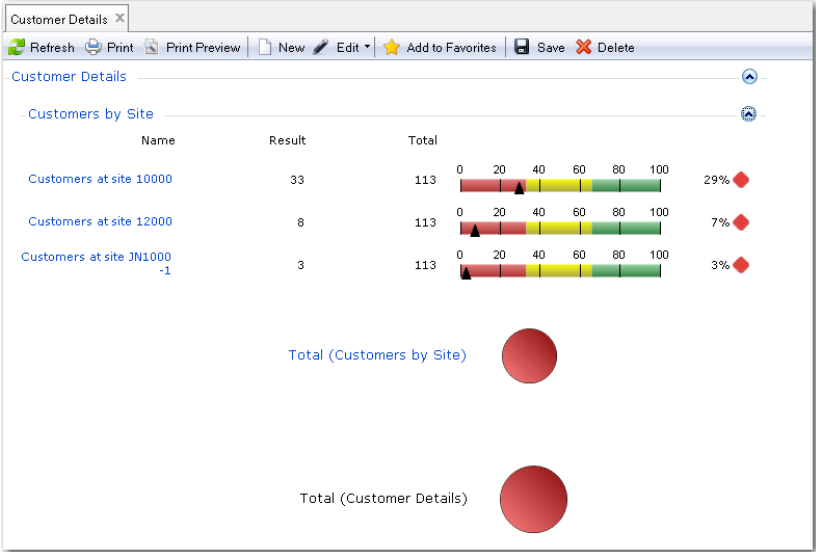 Customer Details X
Refresh Print Print Preview New Edit Add to Favorites Save Delete
Customer Details
Customers by Site
Name Result Total
0 20 40 60 80 100
Customers at site 10000 33 113 29%
0 20 40 60 80 100
Customers at site 12000 8 113 7%
0 20 40 60 80 100
Customers at site JN1000
-1 3 113 3%
Total (Customers by Site)
Total (Customer Details)